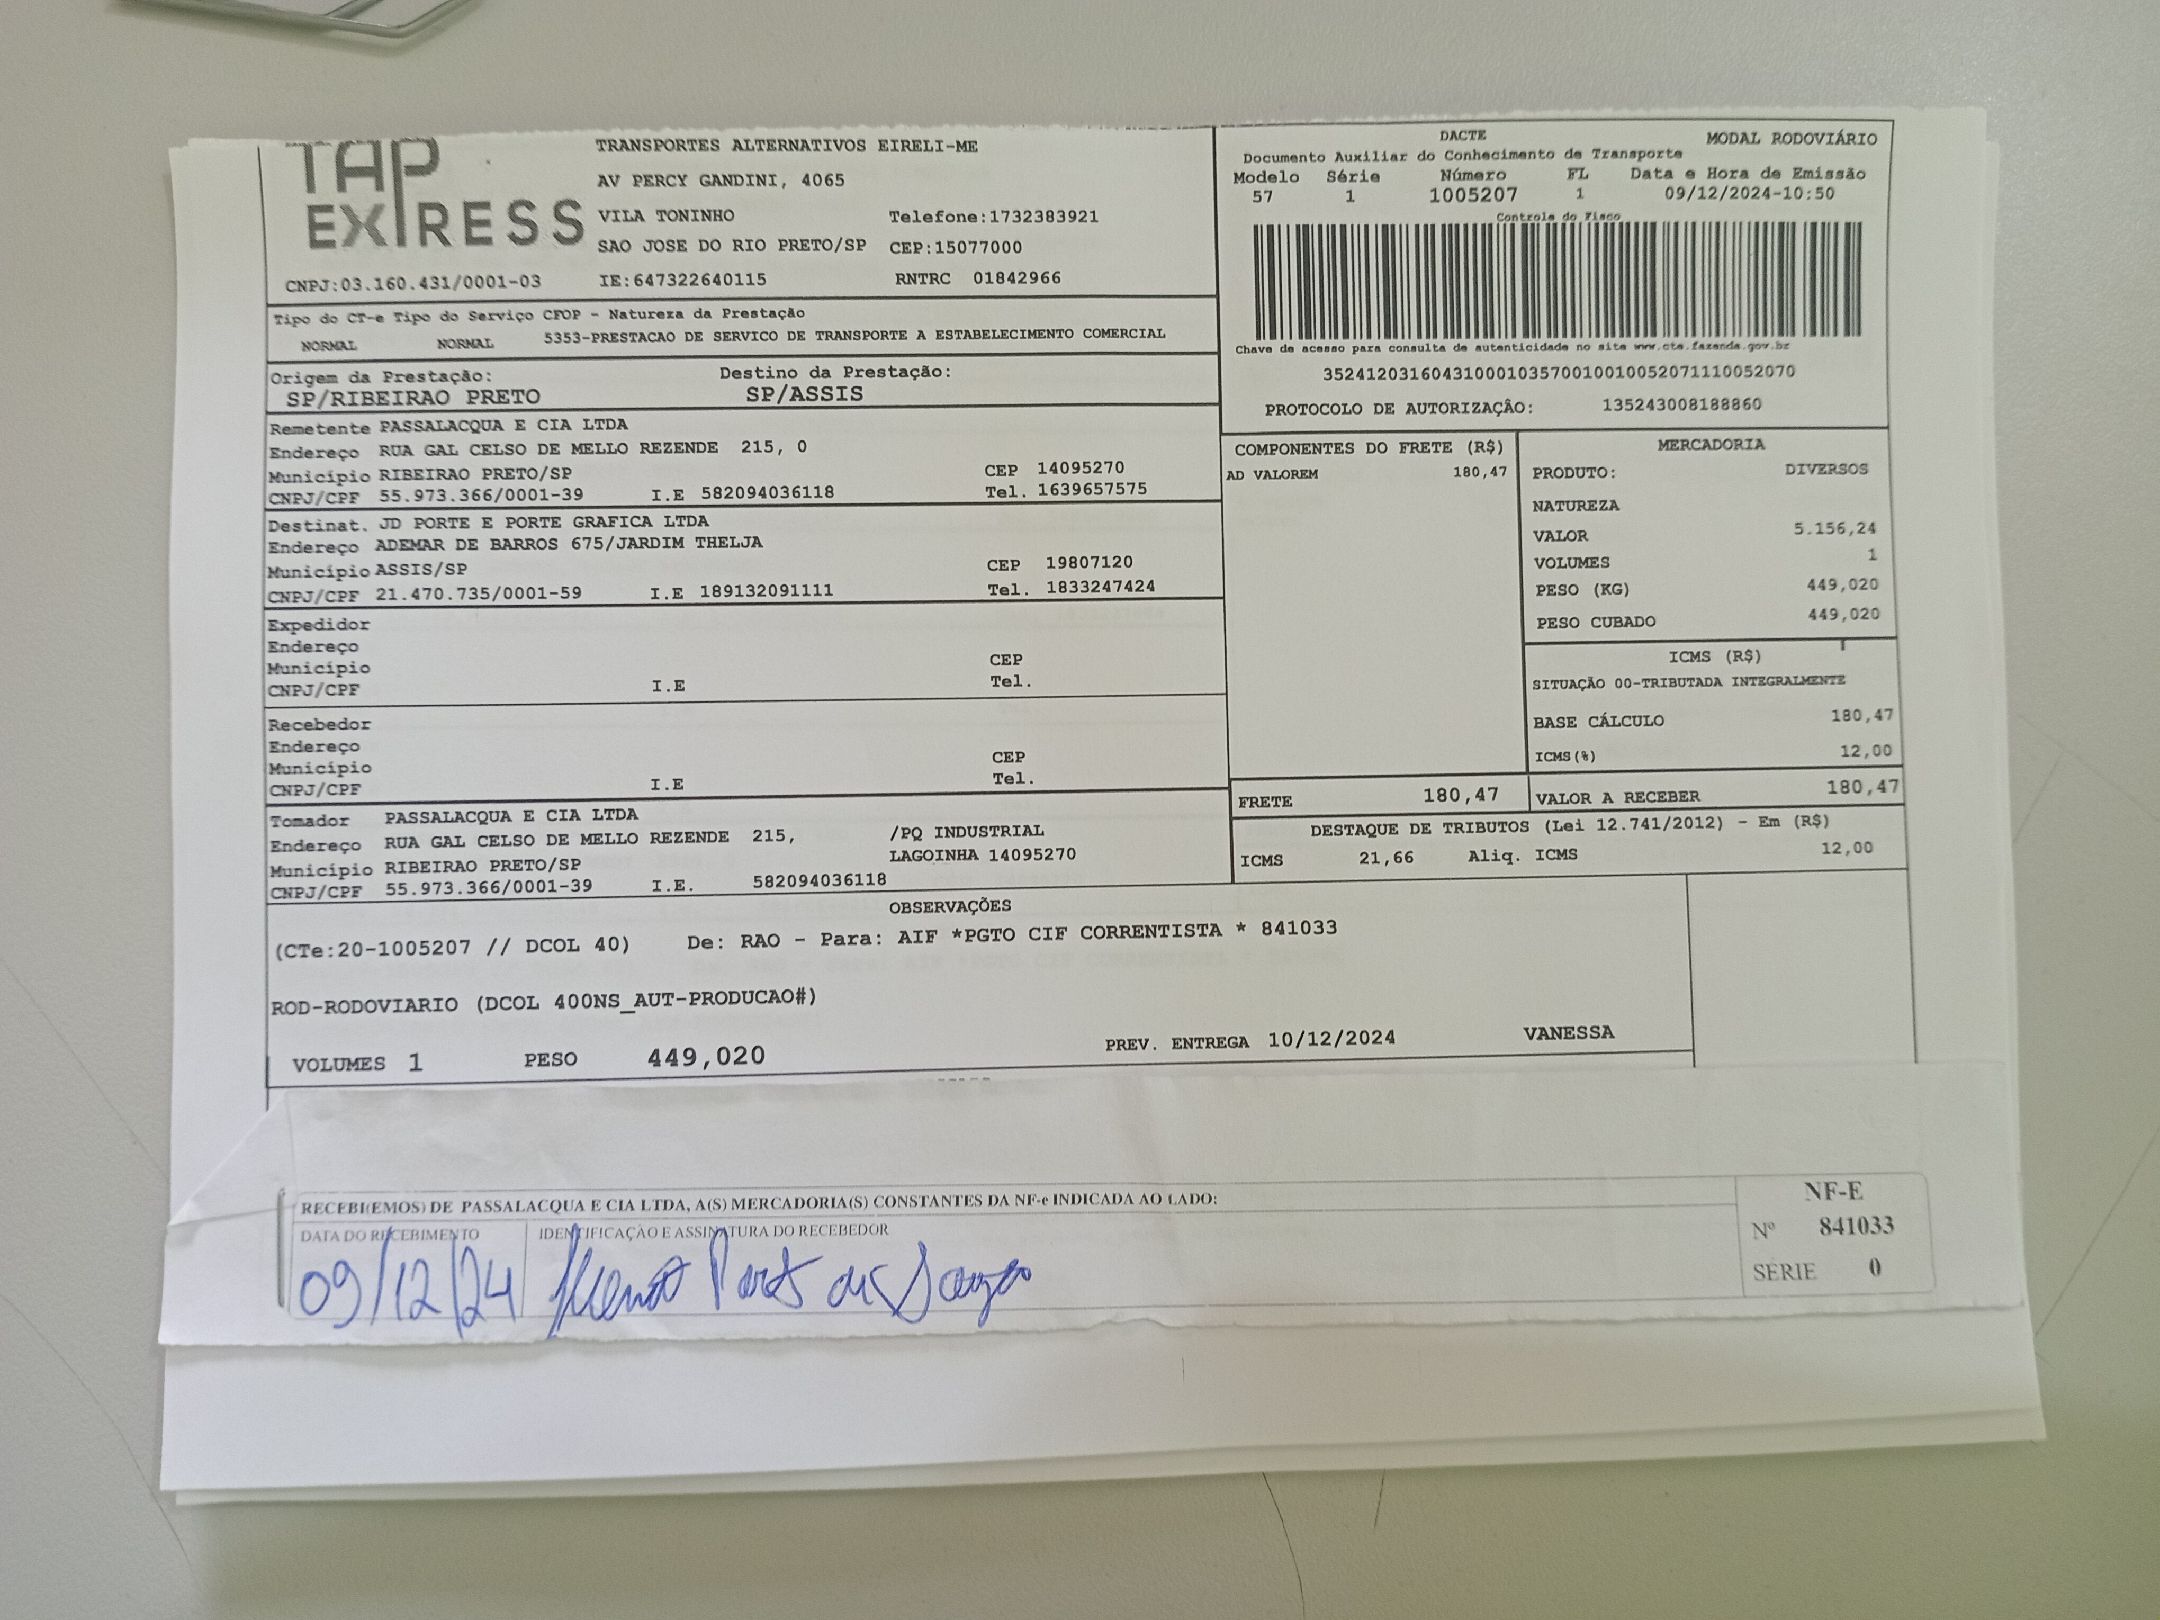 TAP EXPRESS
TRANSPORTES ALTERNATIVOS EIRELI-ME
AV PERCY GANDINI, 4065
VILA TONINHO Telefone:1732383921
SAO JOSE DO RIO PRETO/SP CEP:15077000
CNPJ:03.160.431/0001-03 IE:647322640115 RNTRC 01842966
DACTE MODAL RODOVIÁRIO
Documento Auxiliar do Conhecimento de Transporte
Modelo Série Número FL Data e Hora de Emissão
57 1 1005207 1 09/12/2024-10:50
Controle do Fisco
Chave de acesso para consulta de autenticidade no site www.cte.fazenda.gov.br
35241203160431000103570010010052071110052070
PROTOCOLO DE AUTORIZAÇÃO: 135243008188860
Tipo do CT-e Tipo do Serviço CFOP - Natureza da Prestação
NORMAL NORMAL 5353-PRESTACAO DE SERVICO DE TRANSPORTE A ESTABELECIMENTO COMERCIAL
Origem da Prestação: Destino da Prestação:
SP/RIBEIRAO PRETO SP/ASSIS
Remetente PASSALACQUA E CIA LTDA
Endereço RUA GAL CELSO DE MELLO REZENDE 215, 0
Município RIBEIRAO PRETO/SP CEP 14095270
CNPJ/CPF 55.973.366/0001-39 I.E 582094036118 Tel. 1639657575
Destinat. JD PORTE E PORTE GRAFICA LTDA
Endereço ADEMAR DE BARROS 675/JARDIM THELJA
Município ASSIS/SP CEP 19807120
CNPJ/CPF 21.470.735/0001-59 I.E 189132091111 Tel. 1833247424
Expedidor
Endereço
Município CEP
CNPJ/CPF I.E Tel.
Recebedor
Endereço
Município CEP
CNPJ/CPF I.E Tel.
Tomador PASSALACQUA E CIA LTDA
Endereço RUA GAL CELSO DE MELLO REZENDE 215, /PQ INDUSTRIAL
Município RIBEIRAO PRETO/SP LAGOINHA 14095270
CNPJ/CPF 55.973.366/0001-39 I.E. 582094036118
COMPONENTES DO FRETE (R$)
AD VALOREM 180,47
MERCADORIA
PRODUTO: DIVERSOS
NATUREZA
VALOR 5.156,24
VOLUMES 1
PESO (KG) 449,020
PESO CUBADO 449,020
ICMS (R$)
SITUAÇÃO 00-TRIBUTADA INTEGRALMENTE
BASE CÁLCULO 180,47
ICMS(%) 12,00
FRETE 180,47 VALOR A RECEBER 180,47
DESTAQUE DE TRIBUTOS (Lei 12.741/2012) - Em (R$)
ICMS 21,66 Aliq. ICMS 12,00
OBSERVAÇÕES
(CTe:20-1005207 // DCOL 40) De: RAO - Para: AIF *PGTO CIF CORRENTISTA * 841033
ROD-RODOVIARIO (DCOL 400NS_AUT-PRODUCAO#)
VOLUMES 1 PESO 449,020 PREV. ENTREGA 10/12/2024 VANESSA
RECEBI(EMOS) DE PASSALACQUA E CIA LTDA, A(S) MERCADORIA(S) CONSTANTES DA NF-e INDICADA AO LADO:
DATA DO RECEBIMENTO IDENTIFICAÇÃO E ASSINATURA DO RECEBEDOR
09/12/24
NF-E
Nº 841033
SÉRIE 0